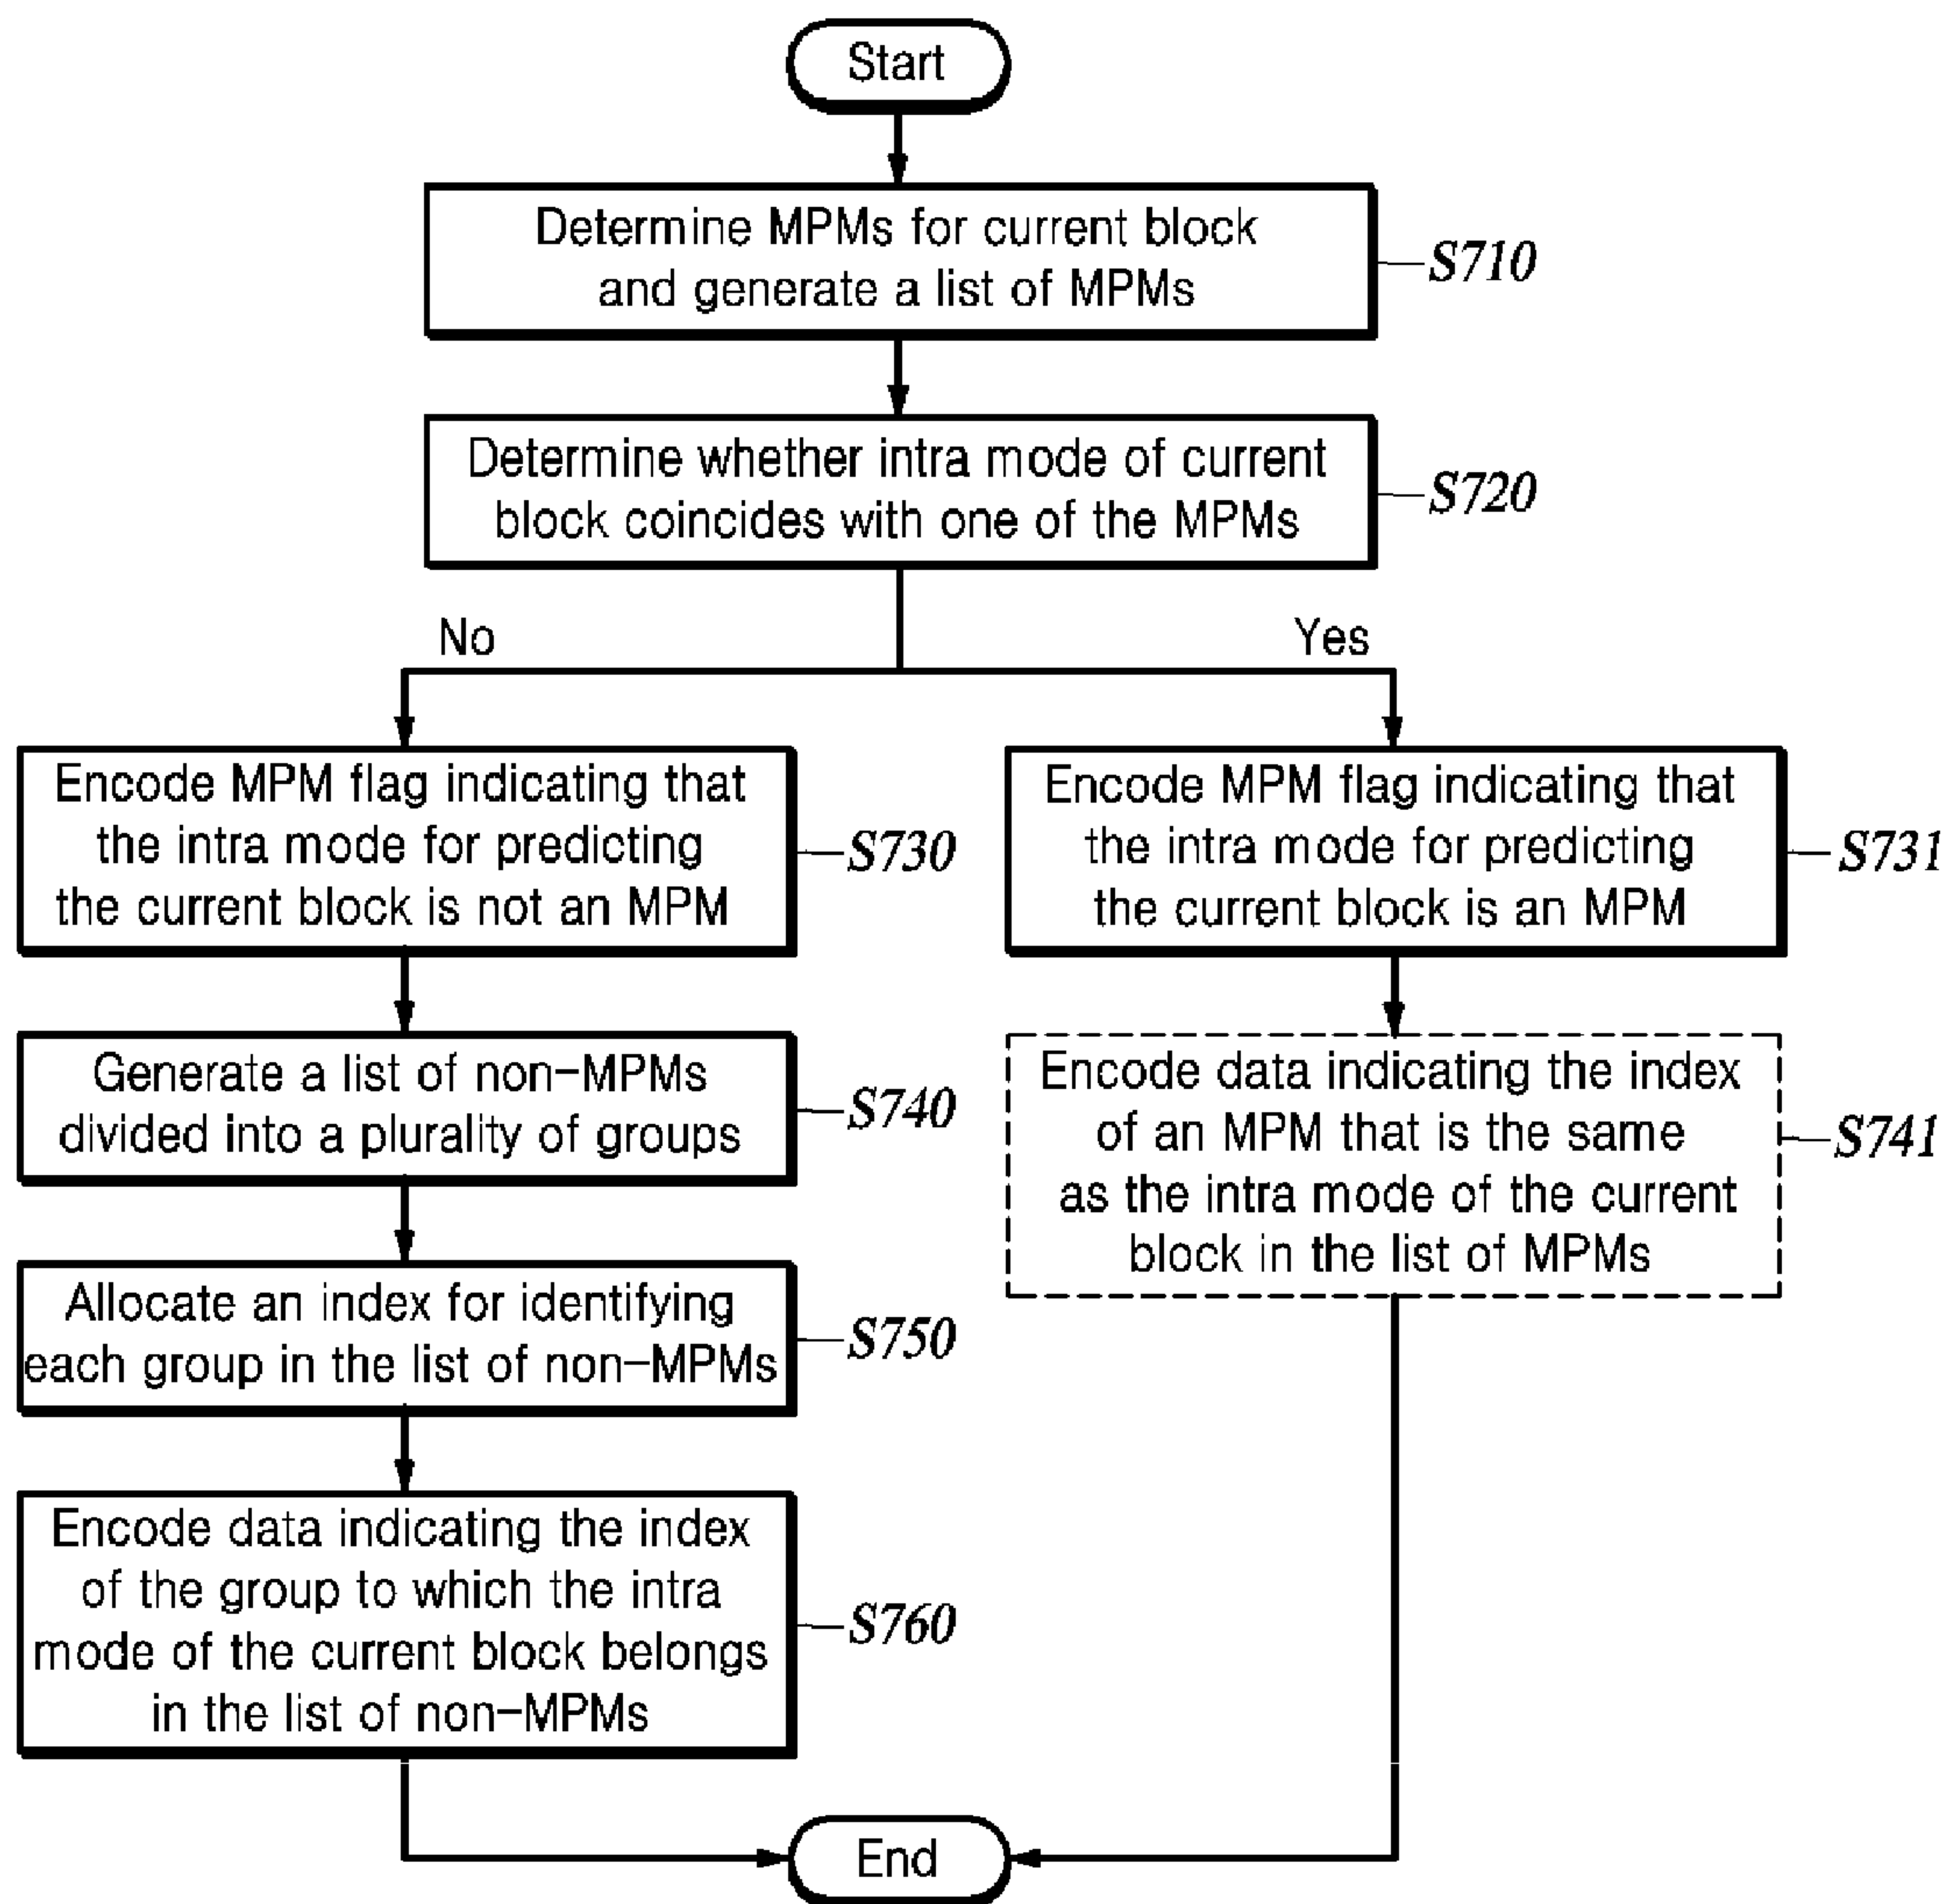 Start
Determine MPMs for current block
and generate a list of MPMs
S710
Determine whether intra mode of current
block coincides with one of the MPMs
S720
No
Yes
Encode MPM flag indicating that
the intra mode for predicting
the current block is not an MPM
S730
Encode MPM flag indicating that
the intra mode for predicting
the current block is an MPM
S731
Generate a list of non-MPMs
divided into a plurality of groups
S740
Encode data indicating the index
of an MPM that is the same
as the intra mode of the current
block in the list of MPMs
S741
Allocate an index for identifying
each group in the list of non-MPMs
S750
Encode data indicating the index
of the group to which the intra
mode of the current block belongs
in the list of non-MPMs
S760
End